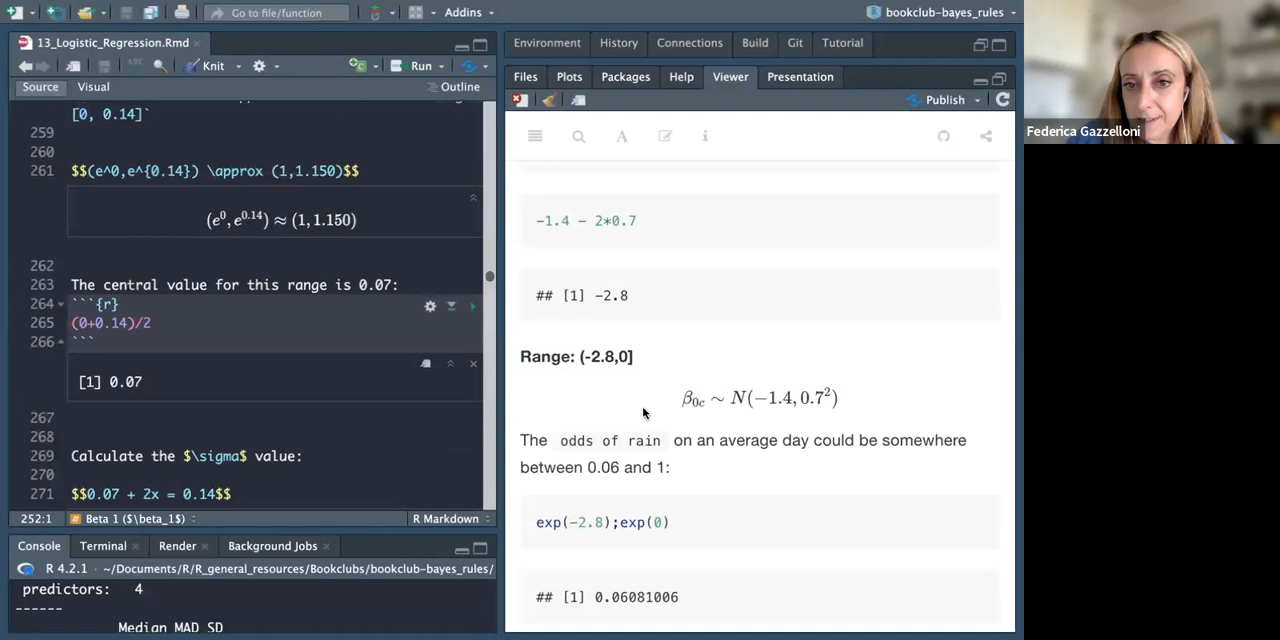 Go to file/function
Addins
bookclub-bayes_rules
13_Logistic_Regression.Rmd
Knit
Run
Source
Visual
Outline
[0, 0.14]`
259
260
261 $$(e^0,e^{0.14}) \approx (1,1.150)$$
(e⁰, e⁰·¹⁴) ≈ (1, 1.150)
262
263 The central value for this range is 0.07:
264 ```{r}
265 (0+0.14)/2
266 ```
[1] 0.07
267
268
269 Calculate the $\sigma$ value:
270
271 $$0.07 + 2x = 0.14$$
252:1
# Beta 1 ($\beta_1$)
R Markdown
Console
Terminal
Render
Background Jobs
R 4.2.1 · ~/Documents/R/R_general_resources/Bookclubs/bookclub-bayes_rules/
predictors: 4
------
Median MAD_SD
Environment
History
Connections
Build
Git
Tutorial
Files
Plots
Packages
Help
Viewer
Presentation
Publish
-1.4 - 2*0.7
## [1] -2.8
Range: (-2.8,0]
β₀c ~ N(−1.4, 0.7²)
The odds of rain on an average day could be somewhere
between 0.06 and 1:
exp(-2.8);exp(0)
## [1] 0.06081006
Federica Gazzelloni